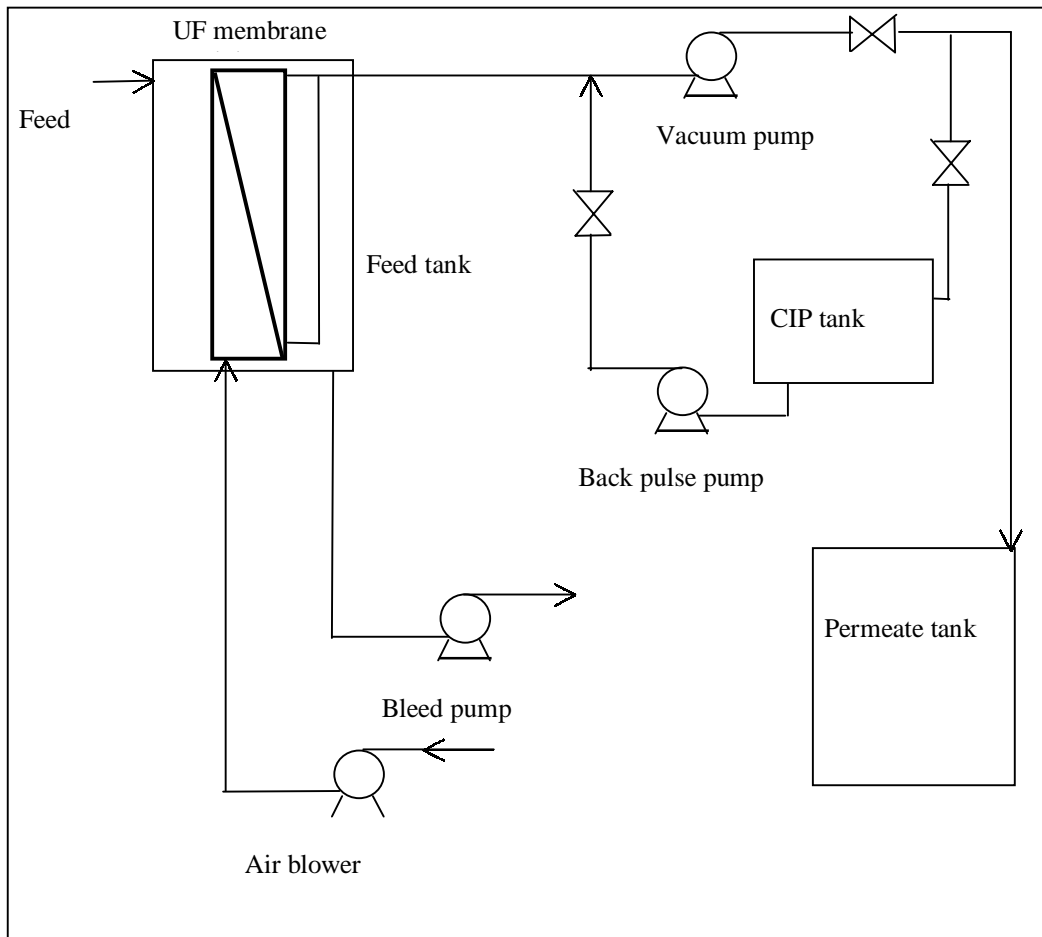 UF membrane
Feed
Vacuum pump
Feed tank
CIP tank
Back pulse pump
Permeate tank
Bleed pump
Air blower